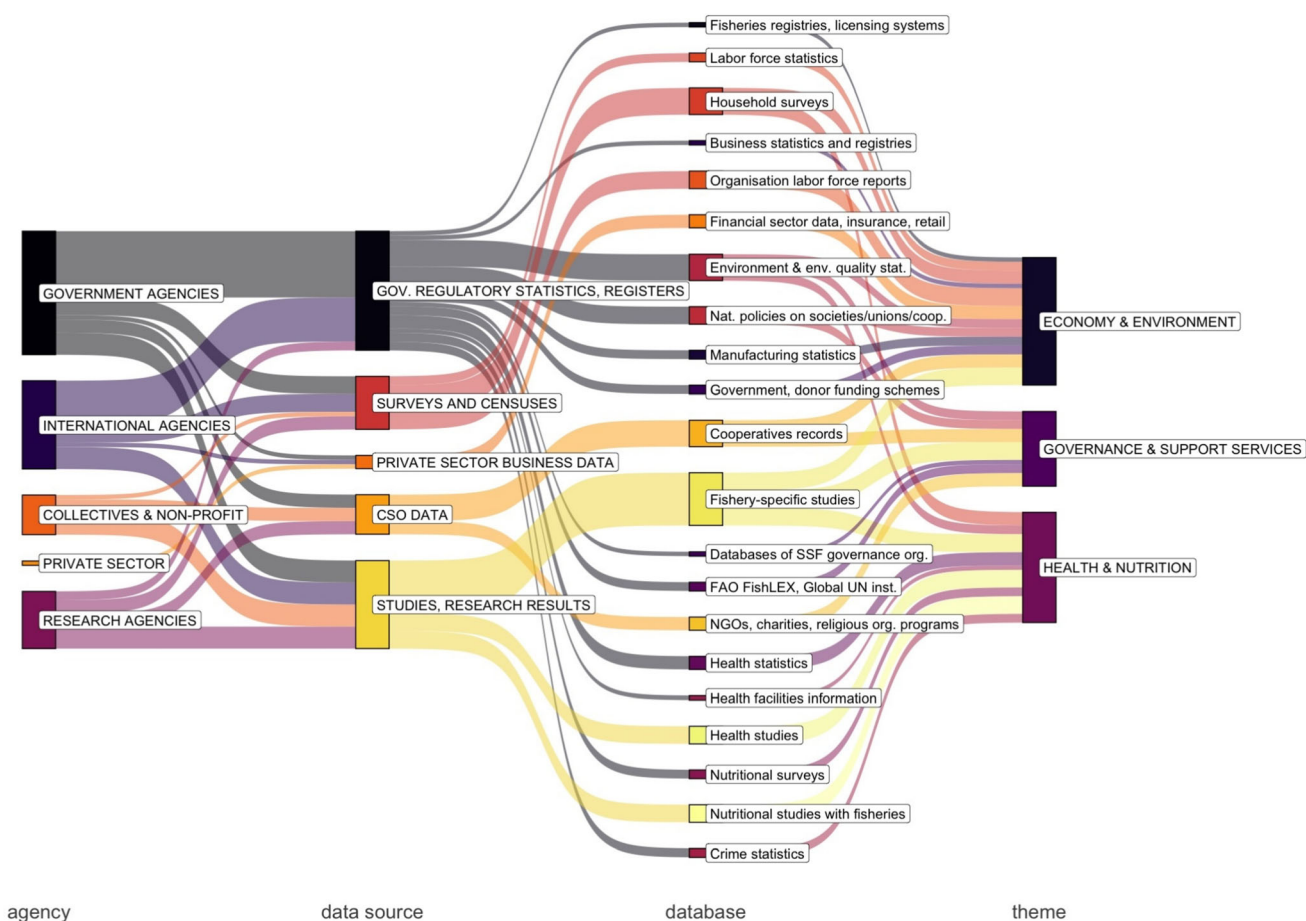 GOVERNMENT AGENCIES
INTERNATIONAL AGENCIES
COLLECTIVES & NON-PROFIT
PRIVATE SECTOR
RESEARCH AGENCIES
GOV. REGULATORY STATISTICS, REGISTERS
SURVEYS AND CENSUSES
PRIVATE SECTOR BUSINESS DATA
CSO DATA
STUDIES, RESEARCH RESULTS
Fisheries registries, licensing systems
Labor force statistics
Household surveys
Business statistics and registries
Organisation labor force reports
Financial sector data, insurance, retail
Environment & env. quality stat.
Nat. policies on societies/unions/coop.
Manufacturing statistics
Government, donor funding schemes
Cooperatives records
Fishery-specific studies
Databases of SSF governance org.
FAO FishLEX, Global UN inst.
NGOs, charities, religious org. programs
Health statistics
Health facilities information
Health studies
Nutritional surveys
Nutritional studies with fisheries
Crime statistics
ECONOMY & ENVIRONMENT
GOVERNANCE & SUPPORT SERVICES
HEALTH & NUTRITION
agency
data source
database
theme